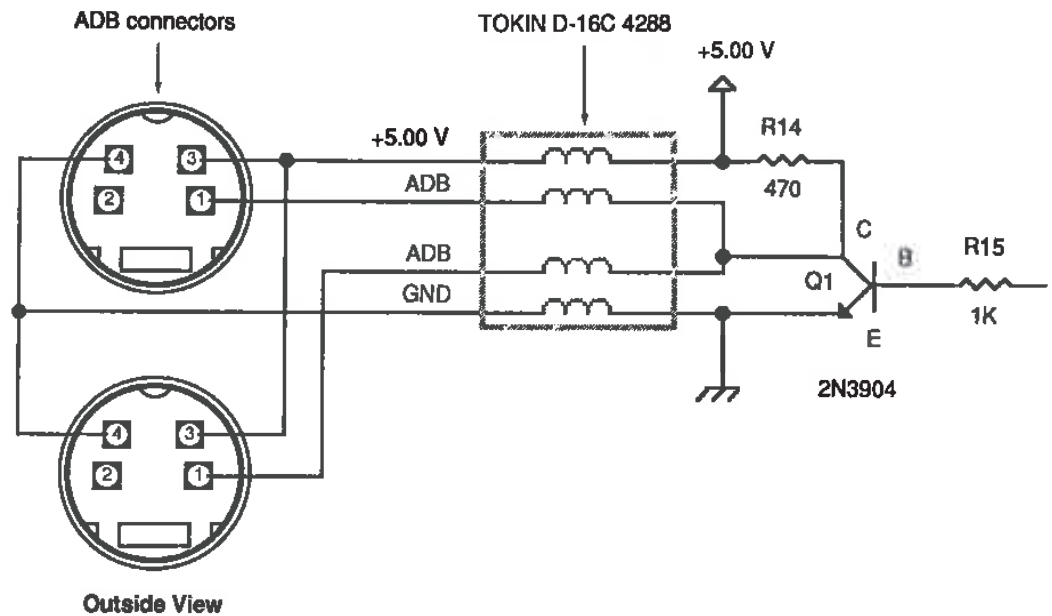 ADB connectors
TOKIN D-16C 4288
+5.00 V
R14
470
+5.00 V
4
3
2
1
ADB
ADB
GND
C
Q1
B
E
R15
1K
2N3904
4
3
2
1
Outside View